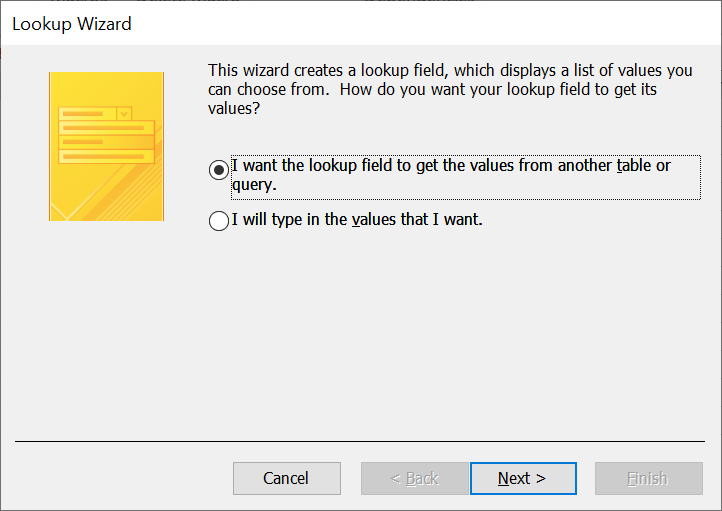 Lookup Wizard
This wizard creates a lookup field, which displays a list of values you
can choose from.  How do you want your lookup field to get its
values?
I want the lookup field to get the values from another table or
query.
I will type in the values that I want.
Cancel
< Back
Next >
Finish